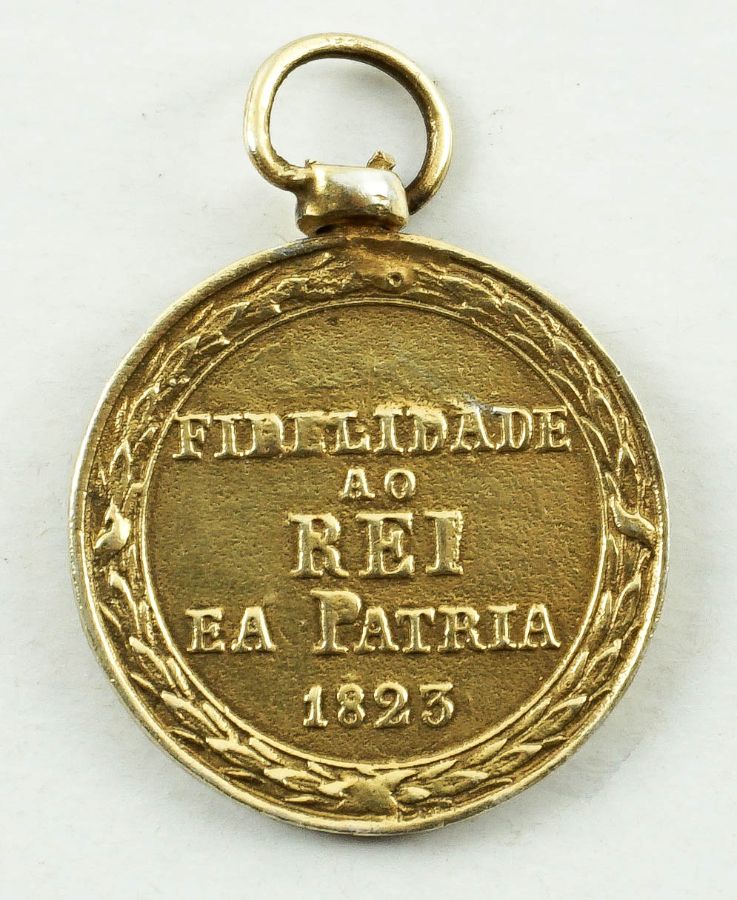 FIDELIDADE
AO
REI
EA PATRIA
1823